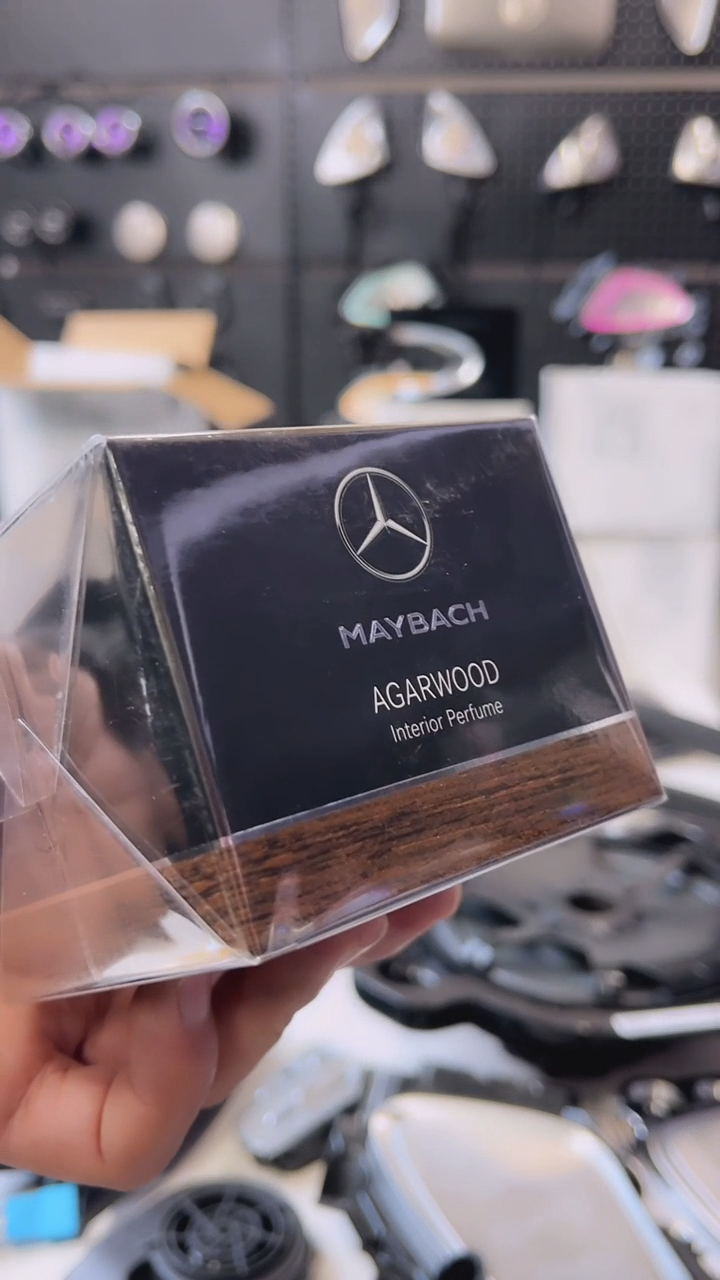 MAYBACH
AGARWOOD
Interior Perfume